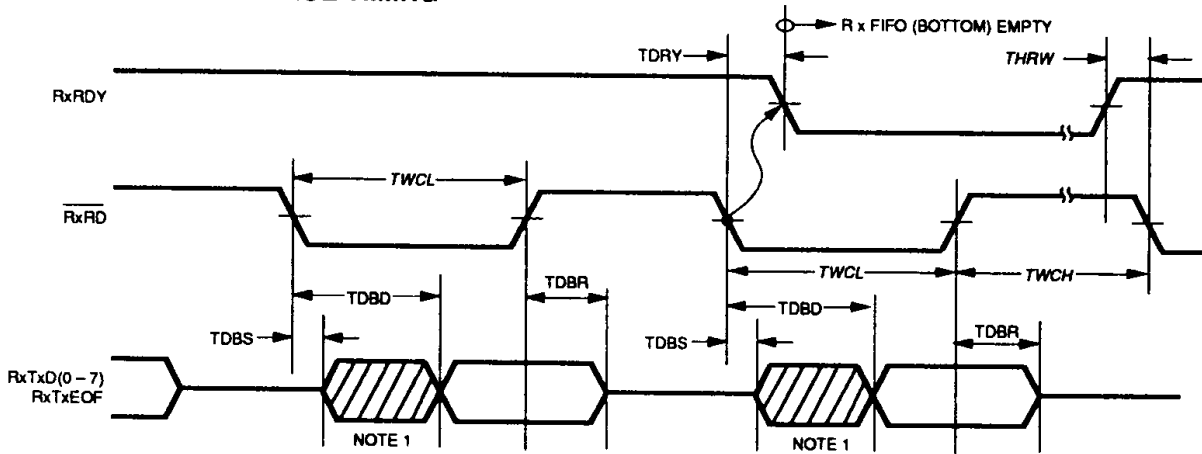 R x FIFO (BOTTOM) EMPTY
TDRY
THRW
RxRDY
TWCL
RxRD
TWCL
TWCH
TDBD
TDBR
TDBD
TDBS
TDBS
TDBR
RxTxD(0 – 7)
RxTxEOF
NOTE 1
NOTE 1